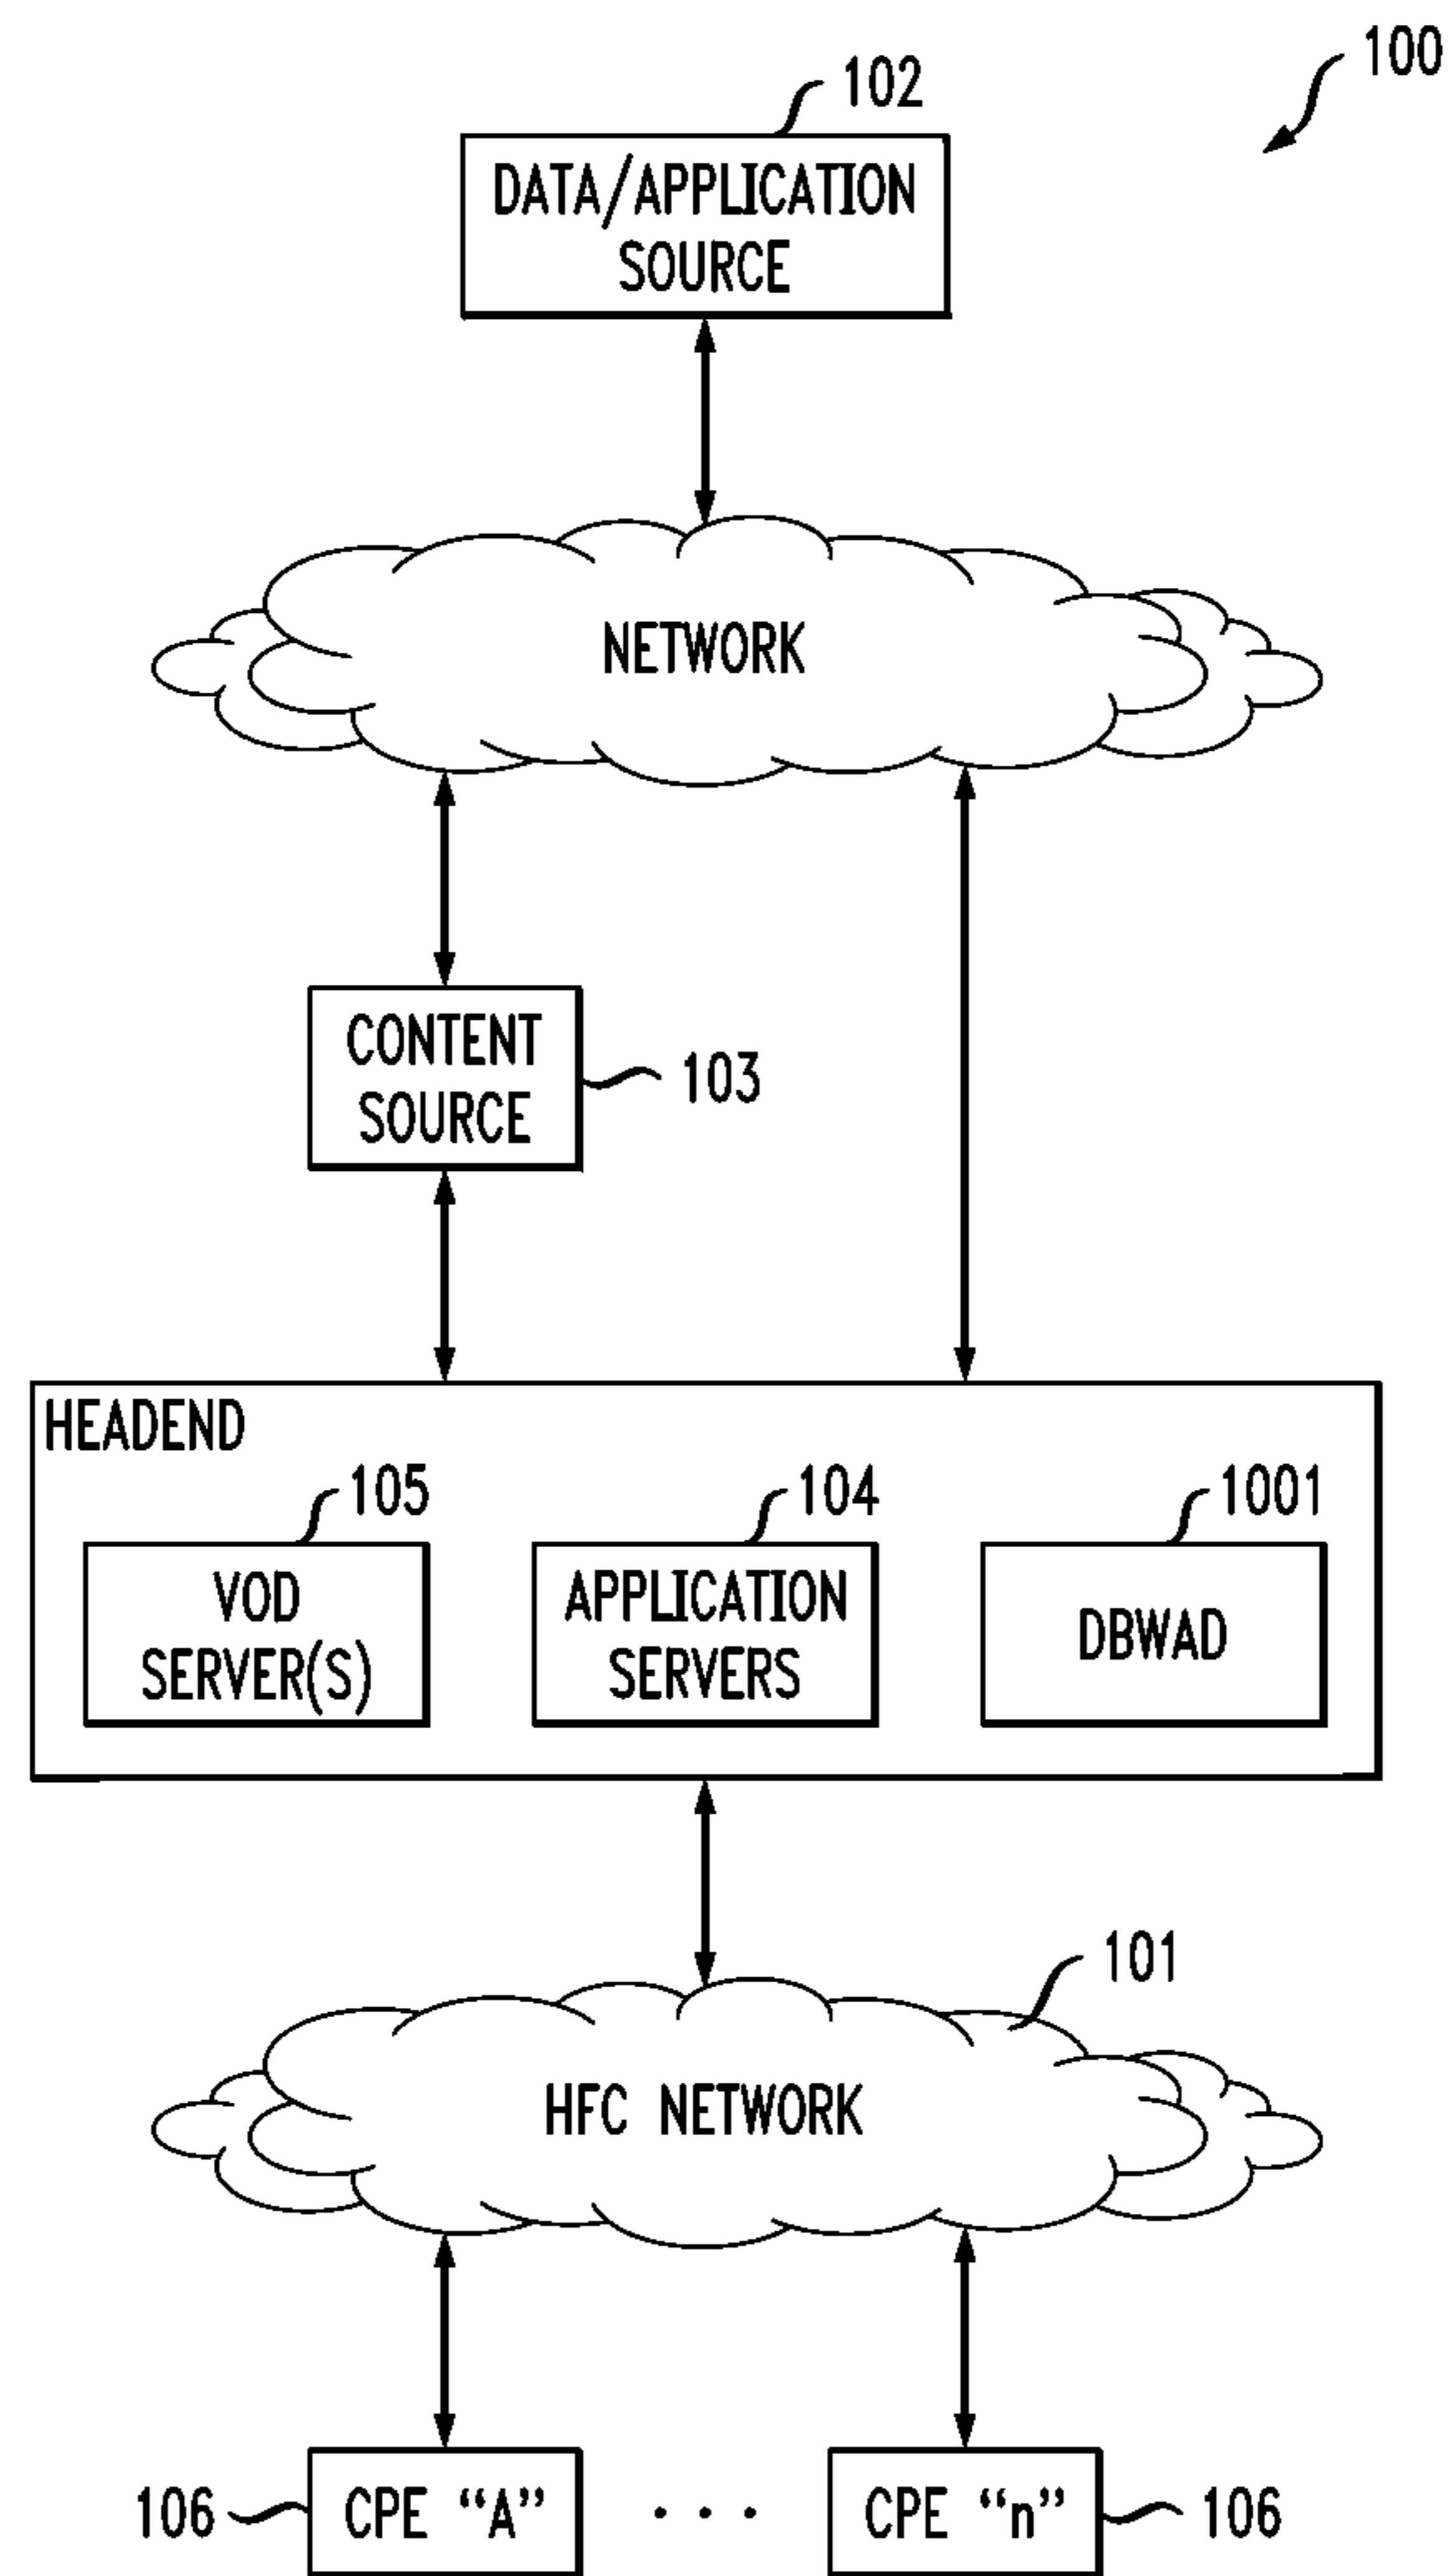 100
102
DATA/APPLICATION
SOURCE
NETWORK
CONTENT
SOURCE
103
HEADEND
105
104
1001
VOD
SERVER(S)
APPLICATION
SERVERS
DBWAD
101
HFC NETWORK
106
CPE “A”
. . .
CPE “n”
106